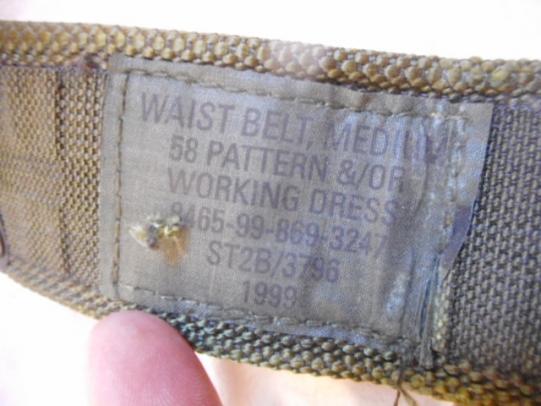 WAIST BELT, MEDIUM
58 PATTERN &/OR
WORKING DRESS
8465-99-869-3247
ST2B/3796
1999